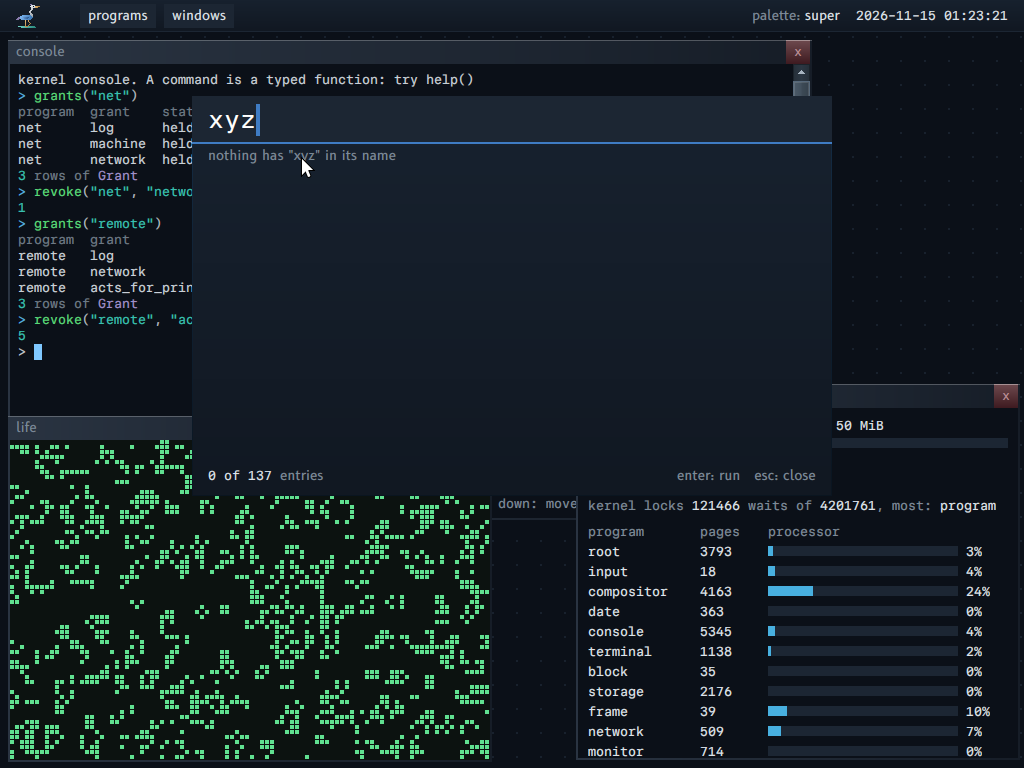 programs windows palette: super 2026-11-15 01:23:21
console x
kernel console. A command is a typed function: try help()
> grants("net")
program grant stat
net log held
net machine held
net network held
3 rows of Grant
> revoke("net", "netwo
1
> grants("remote")
program grant
remote log
remote network
remote acts_for_prin
3 rows of Grant
> revoke("remote", "ac
5
>
xyz
nothing has "xyz" in its name
0 of 137 entries enter: run esc: close
life
down: move
x
50 MiB
kernel locks 121466 waits of 4201761, most: program
program pages processor
root 3793 3%
input 18 4%
compositor 4163 24%
date 363 0%
console 5345 4%
terminal 1138 2%
block 35 0%
storage 2176 0%
frame 39 10%
network 509 7%
monitor 714 0%